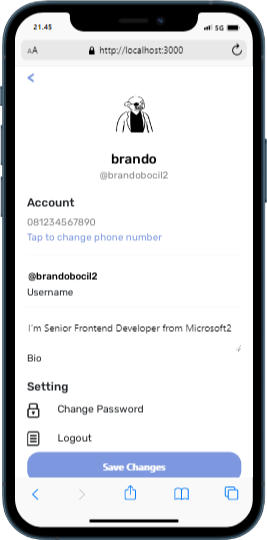 21.45
5G
AA
http://localhost:3000
brando
@brandobocil2
Account
081234567890
Tap to change phone number
@brandobocil2
Username
I'm Senior Frontend Developer from Microsoft2
Bio
Setting
Change Password
Logout
Save Changes